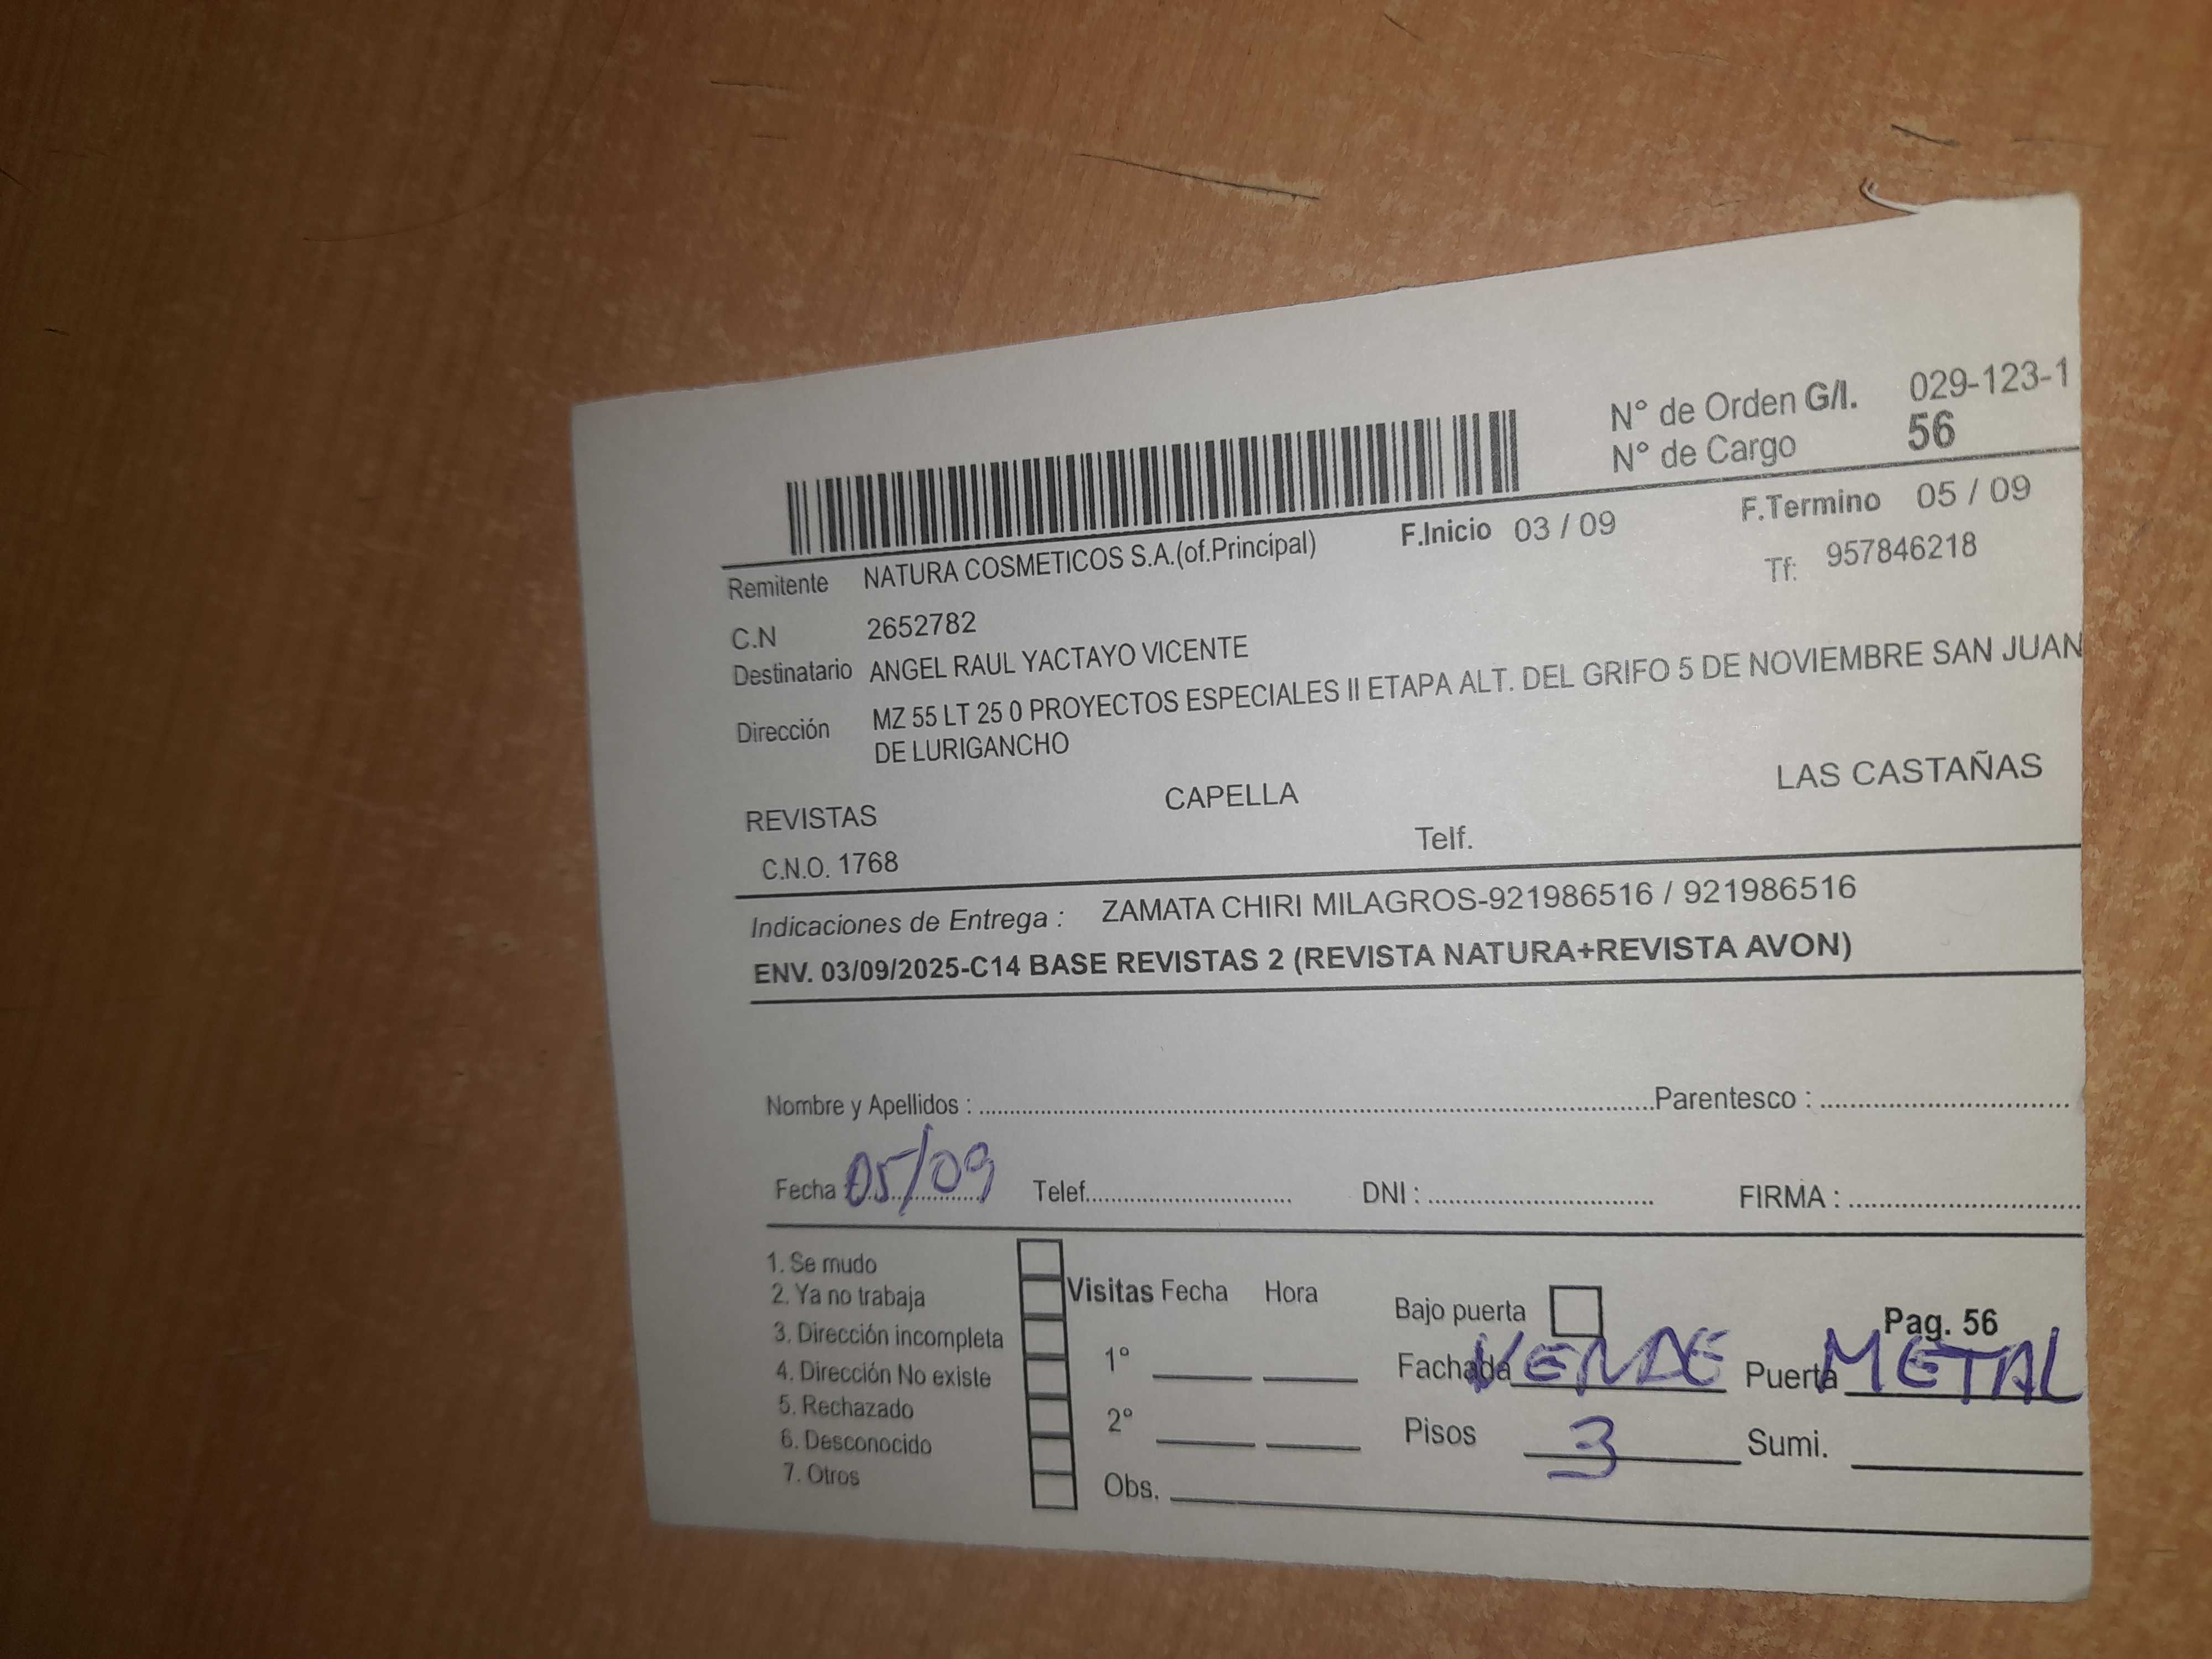 N° de Orden G/I. 029-123-1
N° de Cargo 56
F.Inicio 03 / 09 F.Termino 05 / 09
Remitente NATURA COSMETICOS S.A.(of.Principal) Tf: 957846218
C.N 2652782
Destinatario ANGEL RAUL YACTAYO VICENTE
Dirección MZ 55 LT 25 0 PROYECTOS ESPECIALES II ETAPA ALT. DEL GRIFO 5 DE NOVIEMBRE SAN JUAN
DE LURIGANCHO
REVISTAS CAPELLA LAS CASTAÑAS
C.N.O. 1768 Telf.
Indicaciones de Entrega : ZAMATA CHIRI MILAGROS-921986516 / 921986516
ENV. 03/09/2025-C14 BASE REVISTAS 2 (REVISTA NATURA+REVISTA AVON)
Nombre y Apellidos : Parentesco :
Fecha : 05/09 Telef. DNI : FIRMA :
1. Se mudo
2. Ya no trabaja
3. Dirección incompleta
4. Dirección No existe
5. Rechazado
6. Desconocido
7. Otros
Visitas Fecha Hora
1°
2°
Obs.
Bajo puerta Pag. 56
Fachada VERDE Puerta METAL
Pisos 3 Sumi.